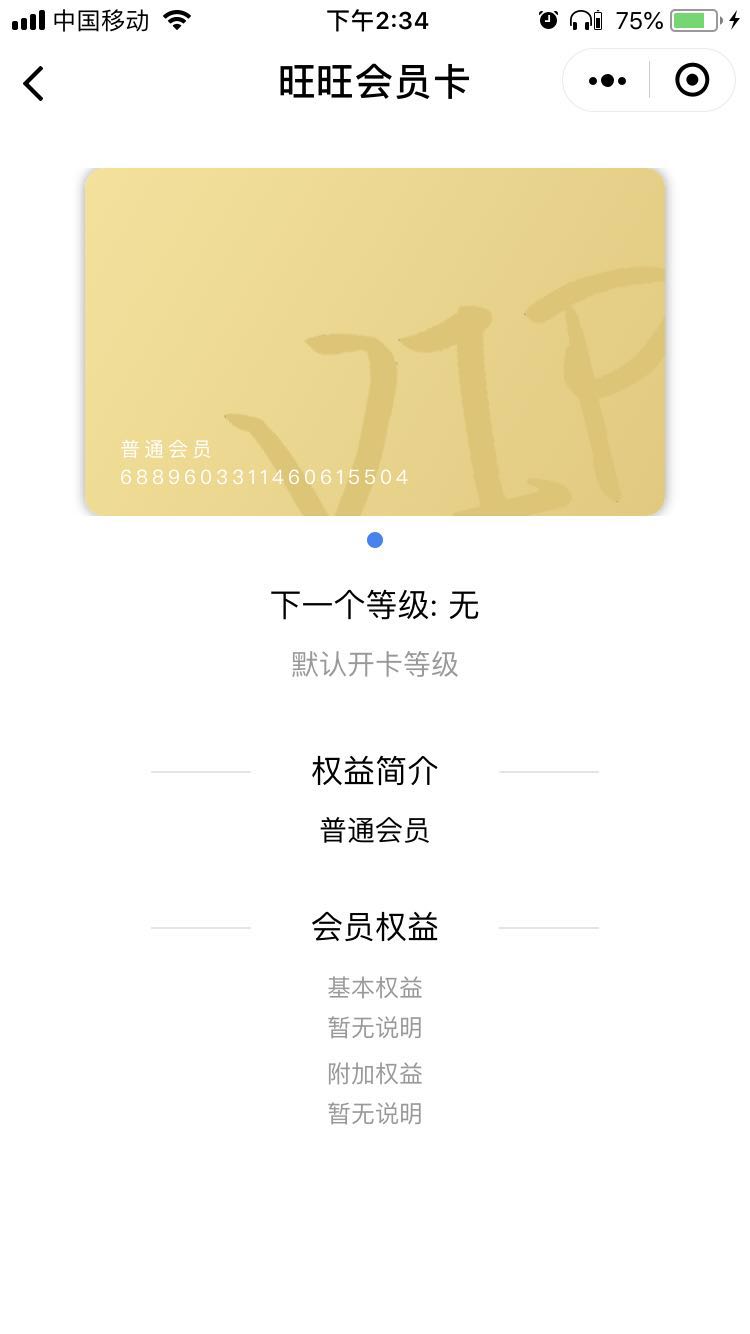 中国移动
下午2:34
75%
旺旺会员卡
VIP
普通会员
6889603311460615504
下一个等级: 无
默认开卡等级
权益简介
普通会员
会员权益
基本权益
暂无说明
附加权益
暂无说明